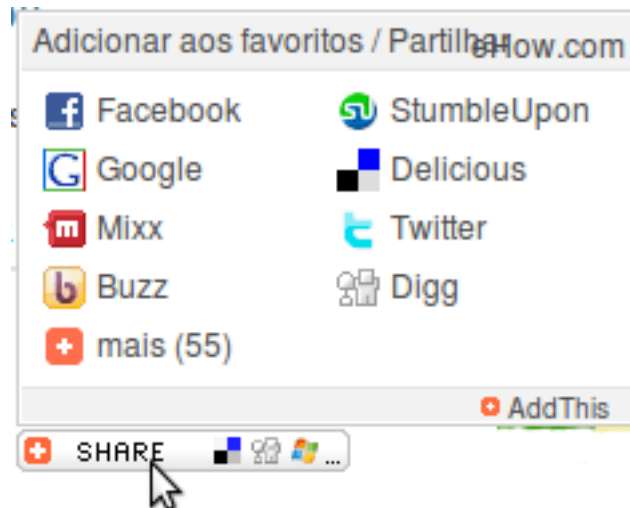 Adicionar aos favoritos / Partilhar eHow.com
Facebook StumbleUpon
Google Delicious
Mixx Twitter
Buzz Digg
mais (55)
AddThis
SHARE ...